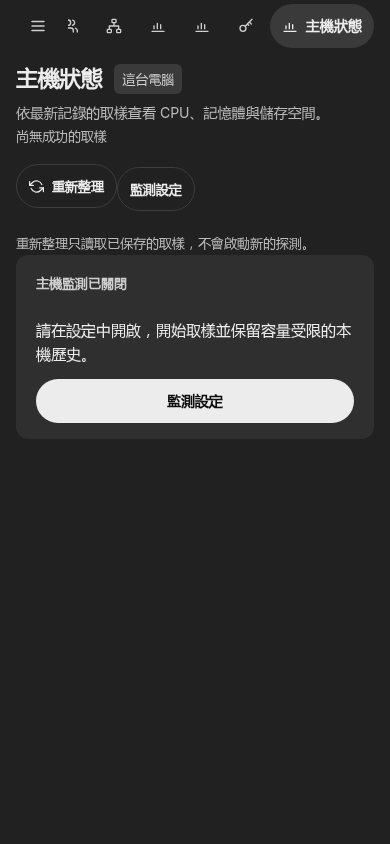 主機狀態
主機狀態 這台電腦
依最新記錄的取樣查看 CPU、記憶體與儲存空間。
尚無成功的取樣
重新整理 監測設定
重新整理只讀取已保存的取樣，不會啟動新的探測。
主機監測已關閉
請在設定中開啟，開始取樣並保留容量受限的本
機歷史。
監測設定